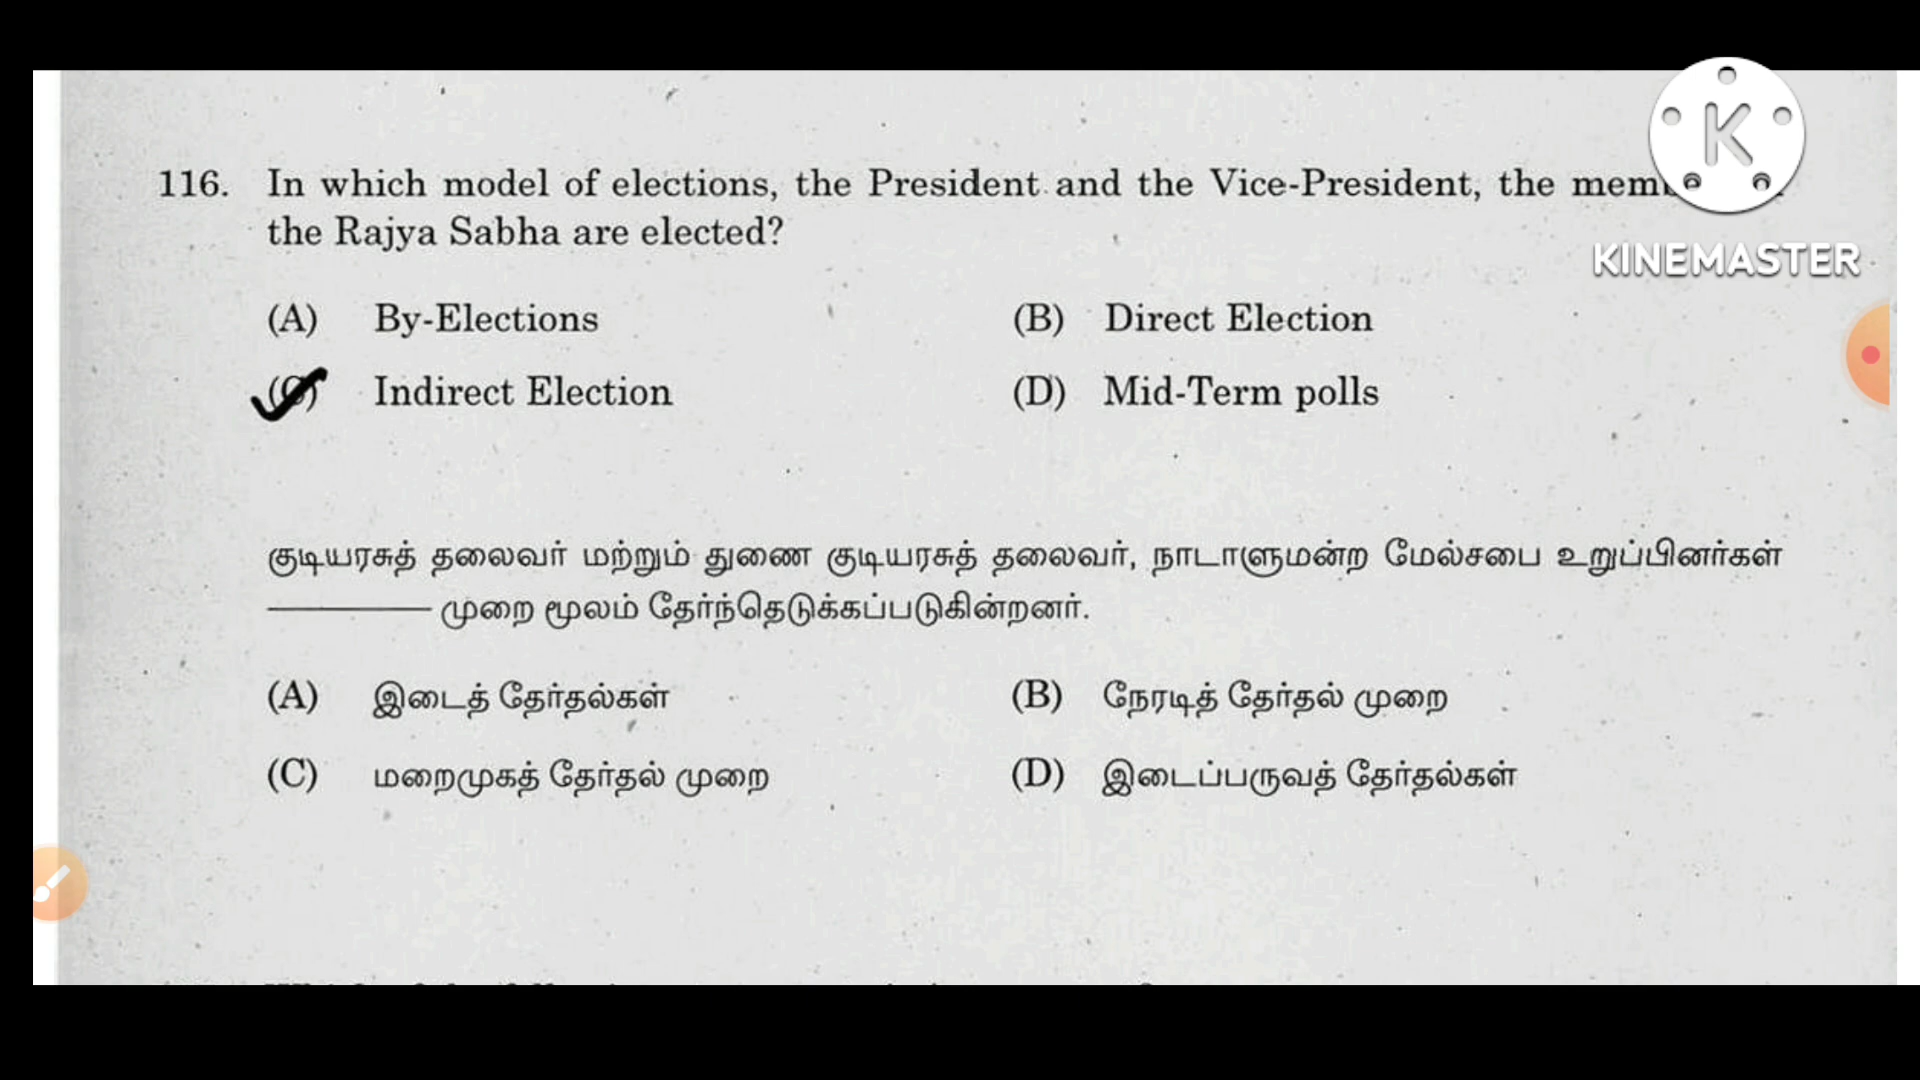 116. In which model of elections, the President and the Vice-President, the
the Rajya Sabha are elected?
(A) By-Elections (B) Direct Election
(C) Indirect Election (D) Mid-Term polls
குடியரசுத் தலைவர் மற்றும் துணை குடியரசுத் தலைவர், நாடாளுமன்ற மேல்சபை உறுப்பினர்கள்
———— முறை மூலம் தேர்ந்தெடுக்கப்படுகின்றனர்.
(A) இடைத் தேர்தல்கள் (B) நேரடித் தேர்தல் முறை
(C) மறைமுகத் தேர்தல் முறை (D) இடைப்பருவத் தேர்தல்கள்
K
KINEMASTER